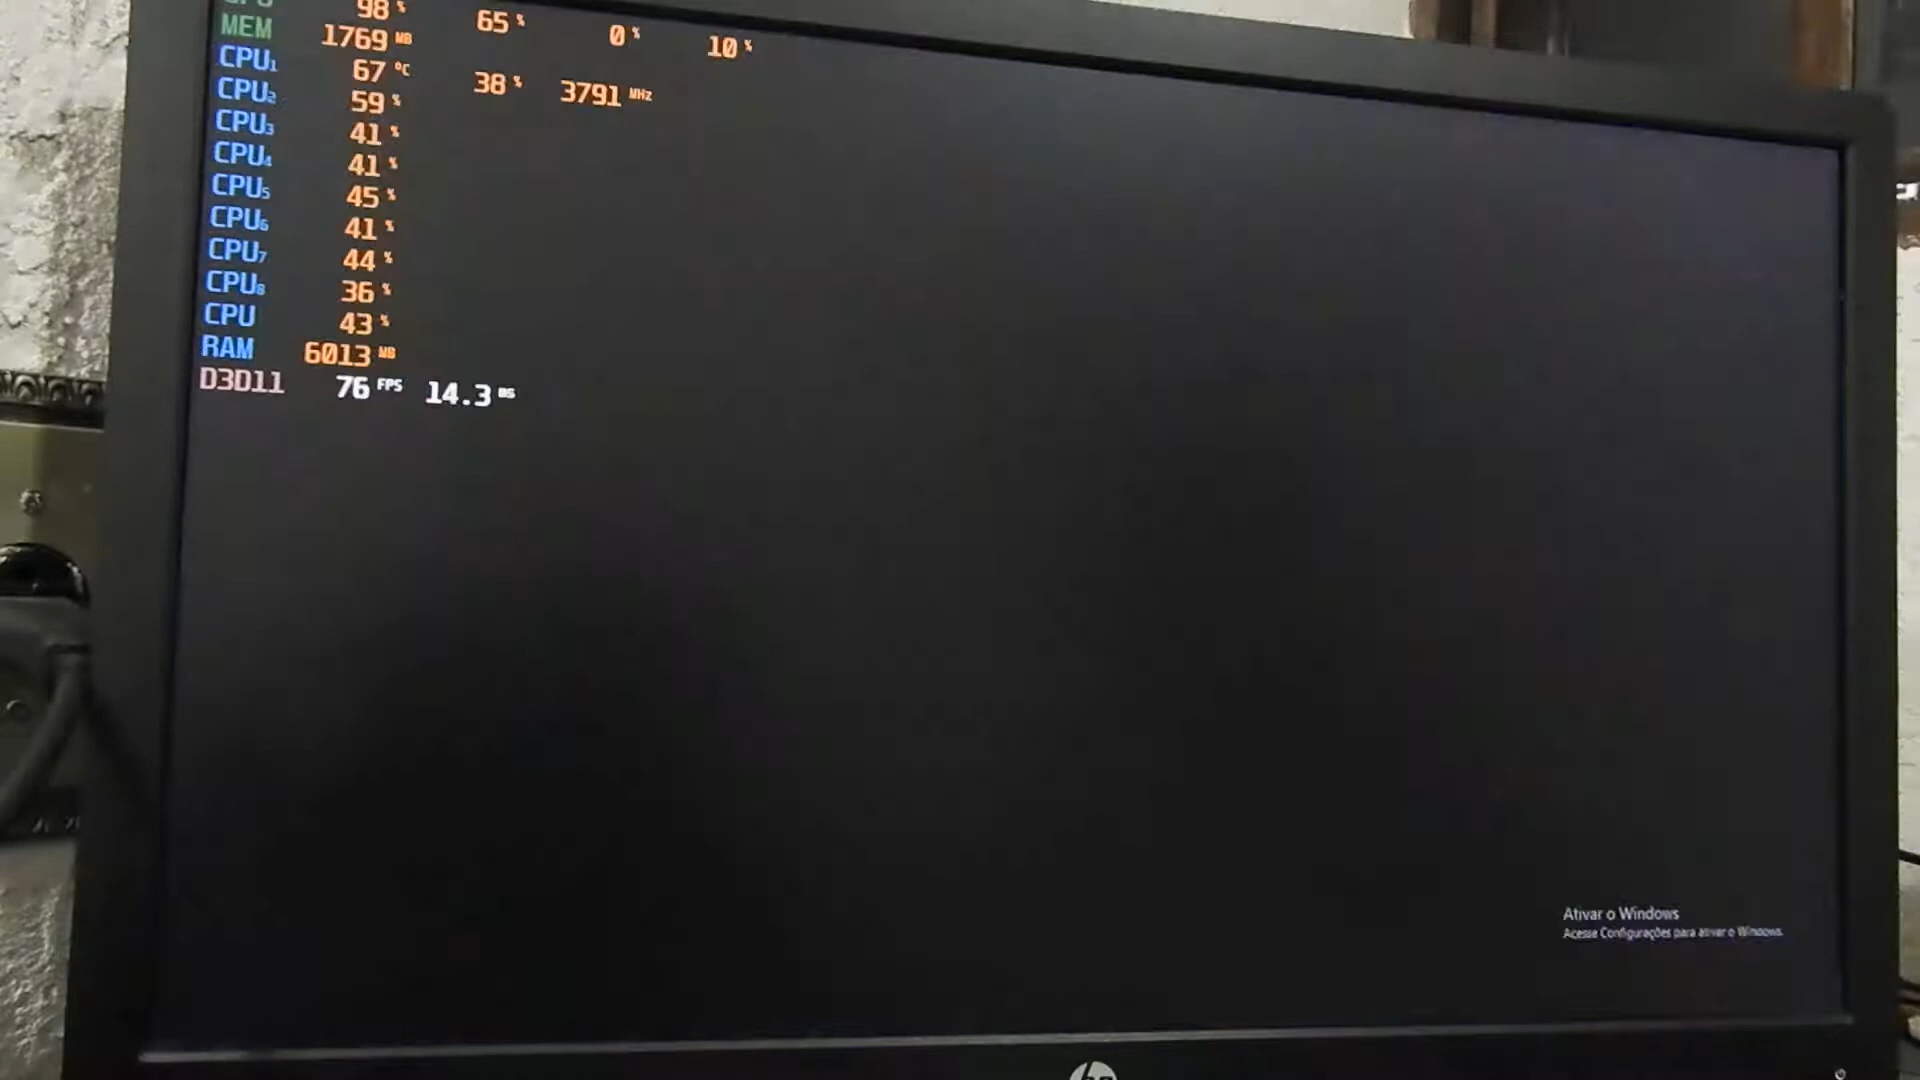 GPU 98 % 65 % 0 % 10 %
MEM 1769 MB
CPU1 67 °C 38 % 3791 MHz
CPU2 59 %
CPU3 41 %
CPU4 41 %
CPU5 45 %
CPU6 41 %
CPU7 44 %
CPU8 36 %
CPU 43 %
RAM 6013 MB
D3D11 76 FPS 14.3 ms
Ativar o Windows
Acesse Configurações para ativar o Windows.
hp